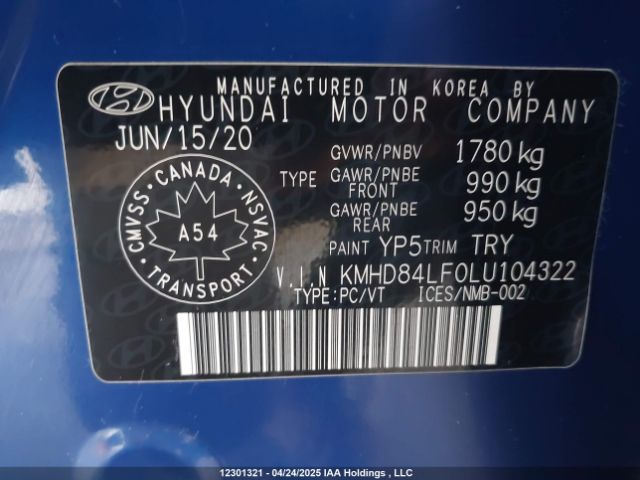 MANUFACTURED IN KOREA BY
HYUNDAI MOTOR COMPANY
JUN/15/20
GVWR/PNBV 1780 kg
TYPE GAWR/PNBE FRONT 990 kg
GAWR/PNBE REAR 950 kg
CANADA
CMVSS
NSVAC
A54
TRANSPORT
PAINT YP5 TRIM TRY
V.I.N KMHD84LF0LU104322
TYPE:PC/VT ICES/NMB-002
12301321 - 04/24/2025 IAA Holdings , LLC